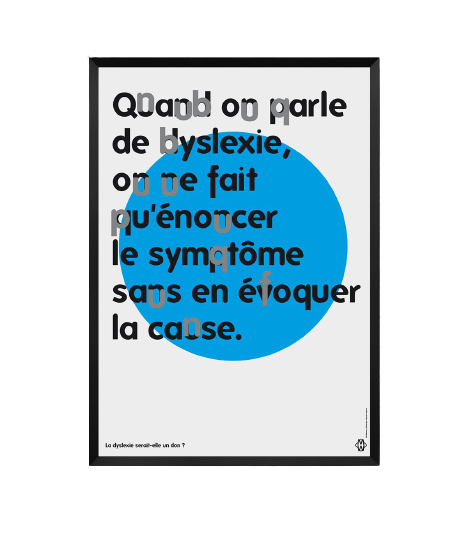 Quand on parle
de dyslexie,
on ne fait
qu'énoncer
le symptôme
sans en évoquer
la cause.
La dyslexie serait-elle un don ?